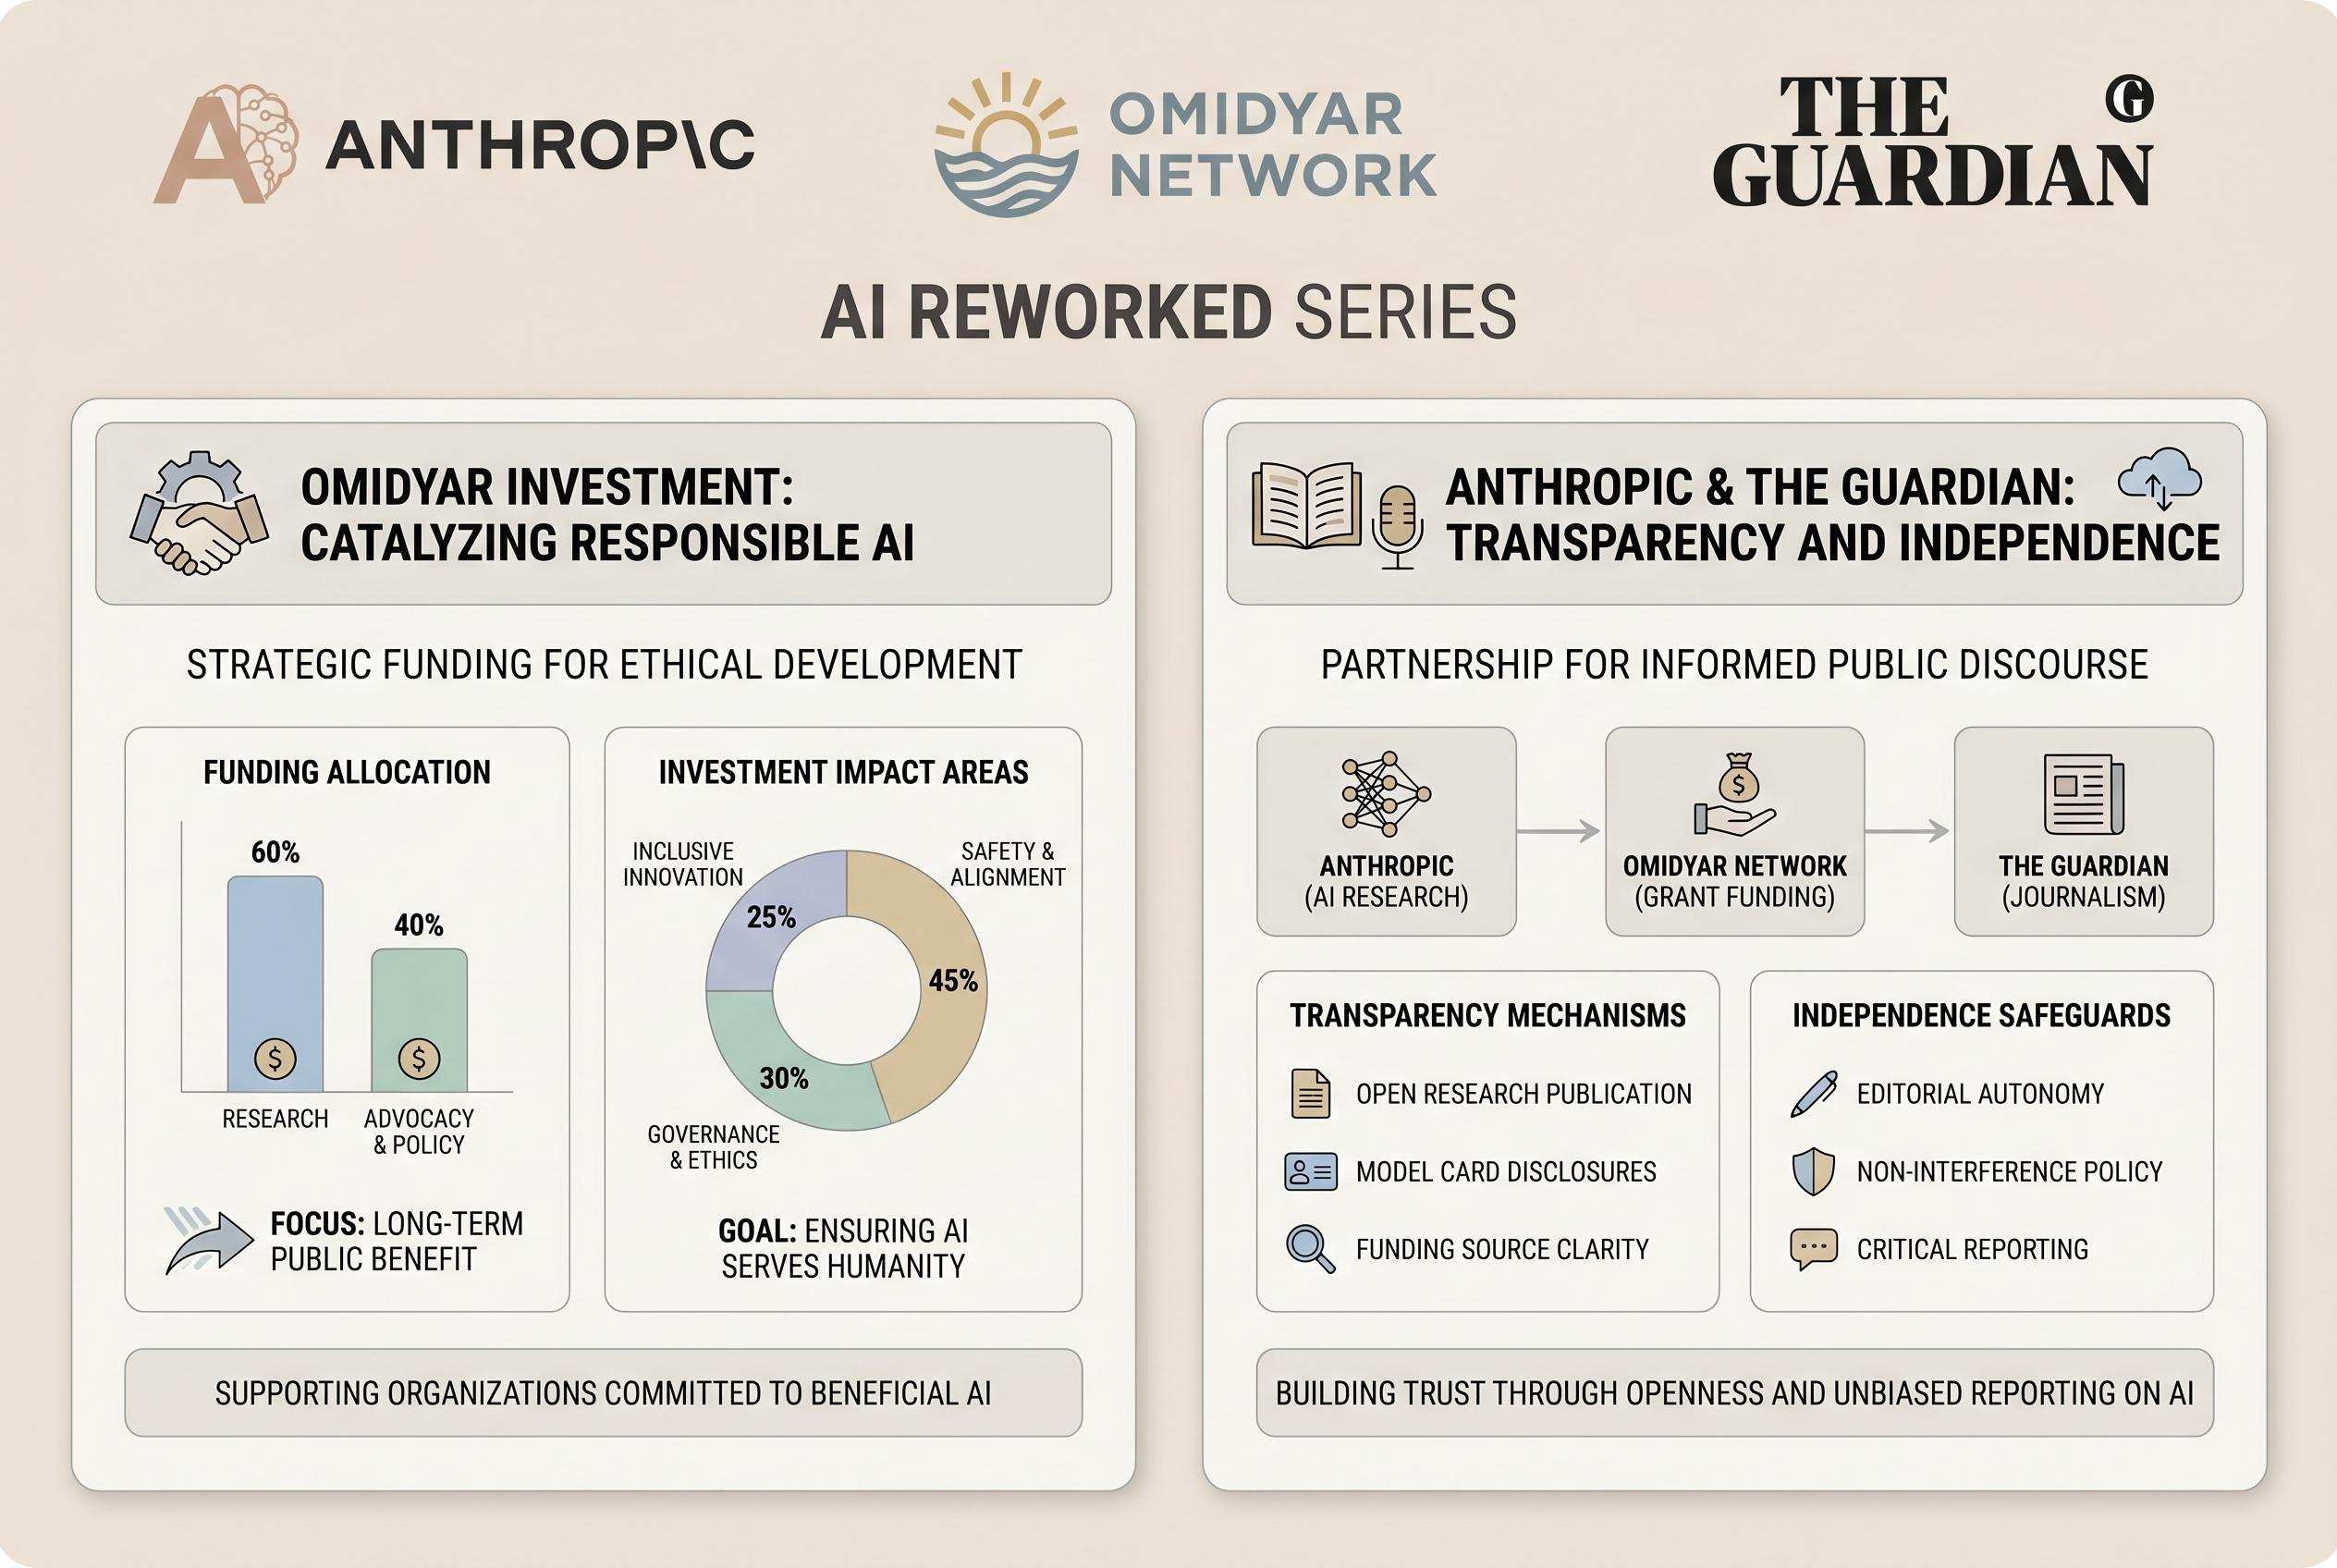 ANTHROP\C
OMIDYAR
NETWORK
THE
GUARDIAN
G
AI REWORKED SERIES
OMIDYAR INVESTMENT:
CATALYZING RESPONSIBLE AI
STRATEGIC FUNDING FOR ETHICAL DEVELOPMENT
FUNDING ALLOCATION
60%
40%
$
$
RESEARCH
ADVOCACY
& POLICY
FOCUS: LONG-TERM
PUBLIC BENEFIT
INVESTMENT IMPACT AREAS
INCLUSIVE
INNOVATION
SAFETY &
ALIGNMENT
25%
45%
30%
GOVERNANCE
& ETHICS
GOAL: ENSURING AI
SERVES HUMANITY
SUPPORTING ORGANIZATIONS COMMITTED TO BENEFICIAL AI
ANTHROPIC & THE GUARDIAN:
TRANSPARENCY AND INDEPENDENCE
PARTNERSHIP FOR INFORMED PUBLIC DISCOURSE
ANTHROPIC
(AI RESEARCH)
$
OMIDYAR NETWORK
(GRANT FUNDING)
THE GUARDIAN
(JOURNALISM)
TRANSPARENCY MECHANISMS
OPEN RESEARCH PUBLICATION
MODEL CARD DISCLOSURES
FUNDING SOURCE CLARITY
INDEPENDENCE SAFEGUARDS
EDITORIAL AUTONOMY
NON-INTERFERENCE POLICY
CRITICAL REPORTING
BUILDING TRUST THROUGH OPENNESS AND UNBIASED REPORTING ON AI